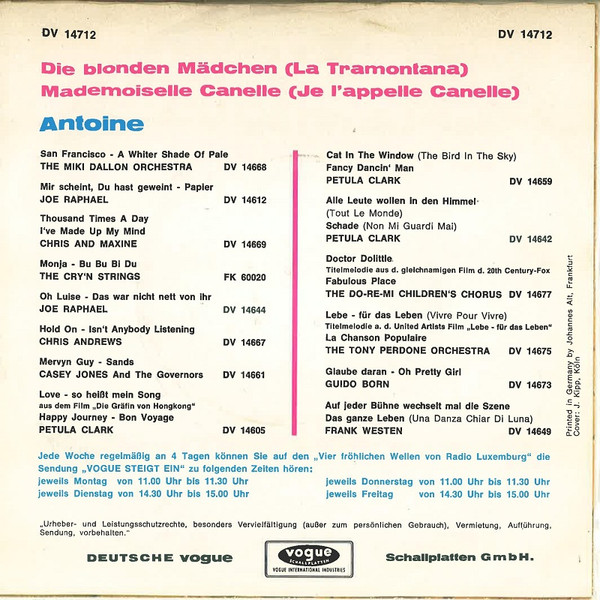 DV 14712
DV 14712
Die blonden Mädchen (La Tramontana)
Mademoiselle Canelle (Je l'appelle Canelle)
Antoine
San Francisco - A Whiter Shade Of Pale
THE MIKI DALLON ORCHESTRA DV 14668
Mir scheint, Du hast geweint - Papier
JOE RAPHAEL DV 14612
Thousand Times A Day
I've Made Up My Mind
CHRIS AND MAXINE DV 14669
Monja - Bu Bu Bi Du
THE CRY'N STRINGS FK 60020
Oh Luise - Das war nicht nett von ihr
JOE RAPHAEL DV 14644
Hold On - Isn't Anybody Listening
CHRIS ANDREWS DV 14667
Mervyn Guy - Sands
CASEY JONES And The Governors DV 14661
Love - so heißt mein Song
aus dem Film „Die Gräfin von Hongkong"
Happy Journey - Bon Voyage
PETULA CLARK DV 14605
Cat In The Window (The Bird In The Sky)
Fancy Dancin' Man
PETULA CLARK DV 14659
Alle Leute wollen in den Himmel
(Tout Le Monde)
Schade (Non Mi Guardi Mai)
PETULA CLARK DV 14642
Doctor Dolittle
Titelmelodie aus d. gleichnamigen Film d. 20th Century-Fox
Fabulous Place
THE DO-RE-MI CHILDREN'S CHORUS DV 14677
Lebe - für das Leben (Vivre Pour Vivre)
Titelmelodie a. d. United Artists Film „Lebe - für das Leben"
La Chanson Populaire
THE TONY PERDONE ORCHESTRA DV 14675
Glaube daran - Oh Pretty Girl
GUIDO BORN DV 14673
Auf jeder Bühne wechselt mal die Szene
Das ganze Leben (Una Danza Chiar Di Luna)
FRANK WESTEN DV 14649
Printed in Germany by Johannes Alt, Frankfurt
Cover: J. Kipp, Köln
Jede Woche regelmäßig an 4 Tagen können Sie auf den „Vier fröhlichen Wellen von Radio Luxemburg" die
Sendung „VOGUE STEIGT EIN" zu folgenden Zeiten hören:
jeweils Montag von 11.00 Uhr bis 11.30 Uhr
jeweils Dienstag von 14.30 Uhr bis 15.00 Uhr
jeweils Donnerstag von 11.00 Uhr bis 11.30 Uhr
jeweils Freitag von 14.30 Uhr bis 15.00 Uhr
„Urheber- und Leistungsschutzrechte, besonders Vervielfältigung (außer zum persönlichen Gebrauch), Vermietung, Aufführung,
Sendung, vorbehalten."
DEUTSCHE VOGUE
vogue
SCHALLPLATTEN
VOGUE INTERNATIONAL INDUSTRIES
Schallplatten GmbH.